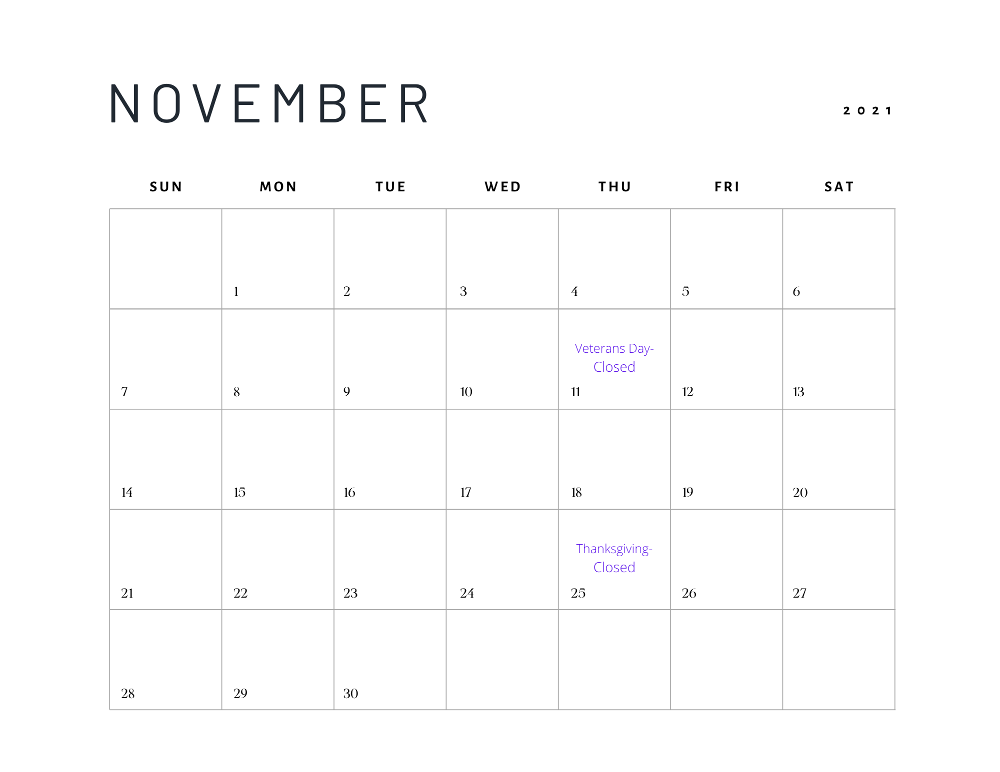 NOVEMBER
2021
SUN MON TUE WED THU FRI SAT
1 2 3 4 5 6
Veterans Day-
Closed
7 8 9 10 11 12 13
14 15 16 17 18 19 20
Thanksgiving-
Closed
21 22 23 24 25 26 27
28 29 30